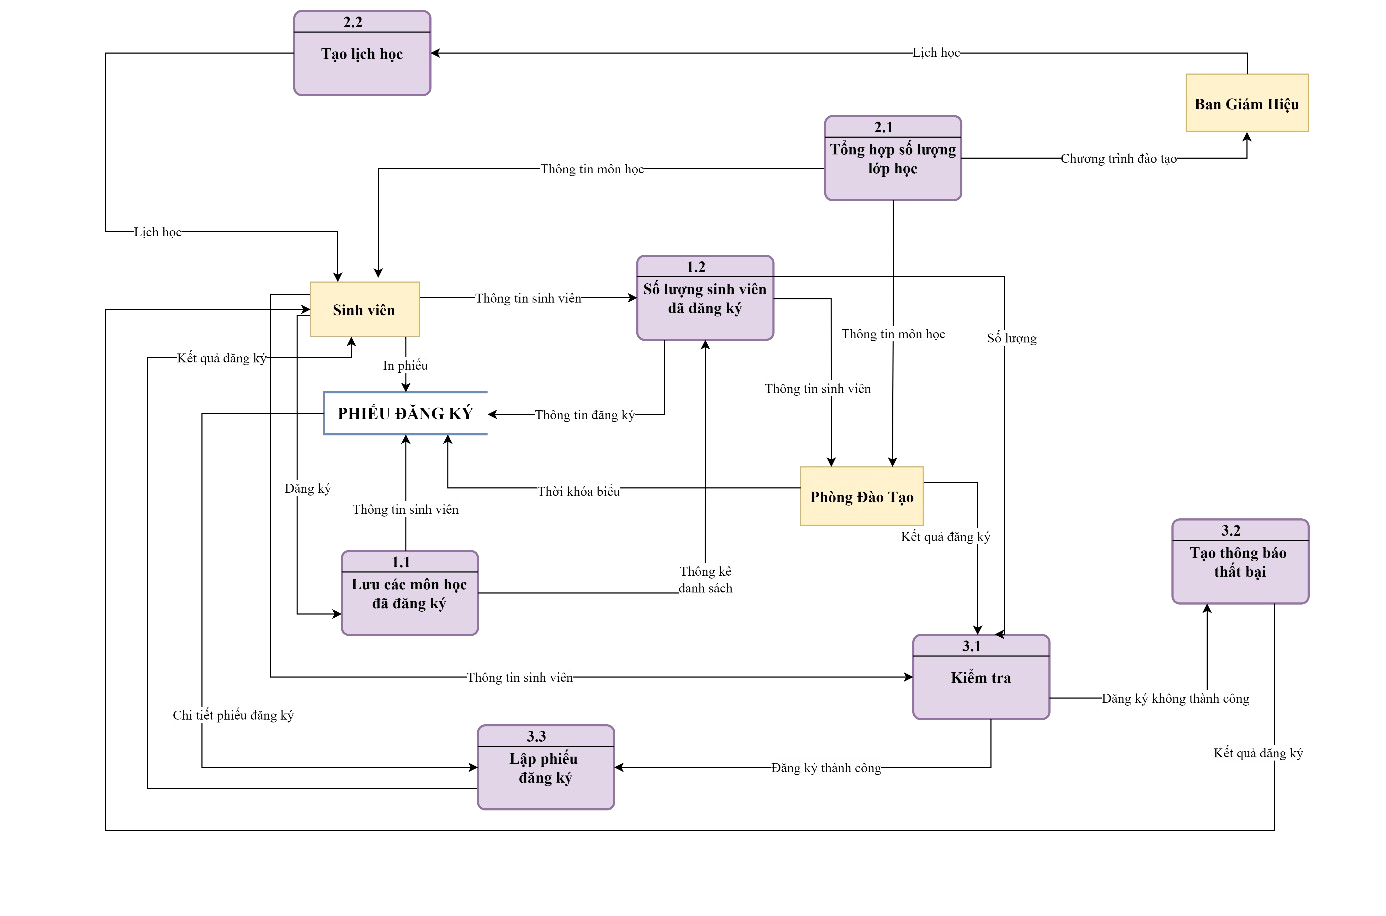 2.2
Tạo lịch học
Lịch học
Ban Giám Hiệu
2.1
Tổng hợp số lượng
lớp học
Chương trình đào tạo
Thông tin môn học
Lịch học
1.2
Số lượng sinh viên
đã đăng ký
Sinh viên
Thông tin sinh viên
Thông tin môn học
Số lượng
Kết quả đăng ký
In phiếu
Thông tin sinh viên
PHIẾU ĐĂNG KÝ
Thông tin đăng ký
Đăng ký
Thời khóa biểu
Phòng Đào Tạo
Thông tin sinh viên
Kết quả đăng ký
3.2
Tạo thông báo
thất bại
1.1
Lưu các môn học
đã đăng ký
Thống kê
danh sách
3.1
Kiểm tra
Thông tin sinh viên
Đăng ký không thành công
Chi tiết phiếu đăng ký
3.3
Lập phiếu
đăng ký
Đăng ký thành công
Kết quả đăng ký